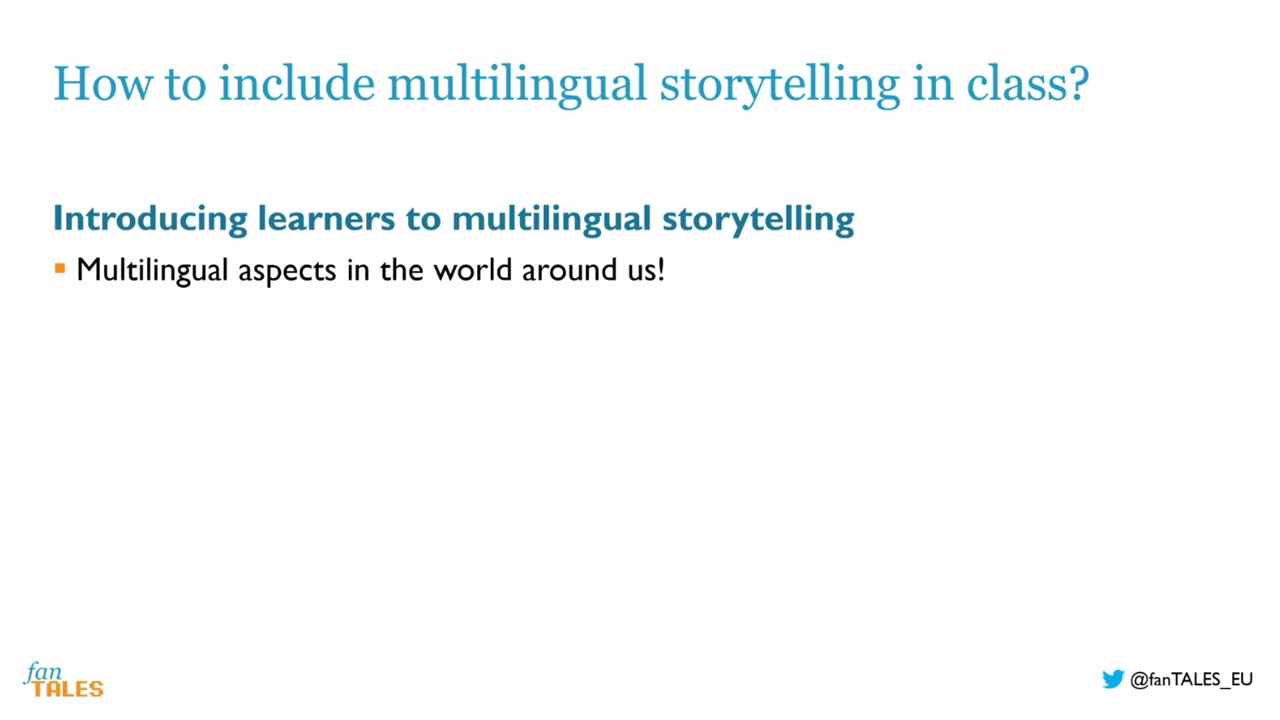 How to include multilingual storytelling in class?
Introducing learners to multilingual storytelling
▪ Multilingual aspects in the world around us!
fan
TALES
@fanTALES_EU